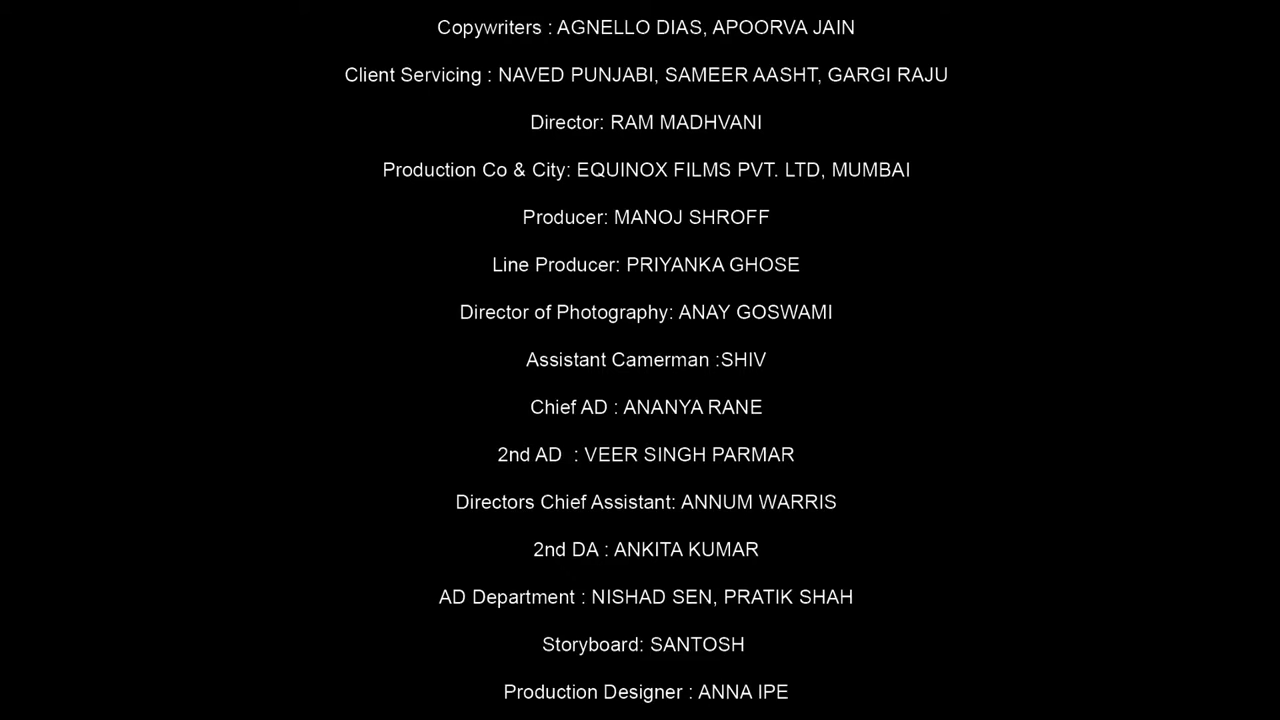 Copywriters : AGNELLO DIAS, APOORVA JAIN
Client Servicing : NAVED PUNJABI, SAMEER AASHT, GARGI RAJU
Director: RAM MADHVANI
Production Co & City: EQUINOX FILMS PVT. LTD, MUMBAI
Producer: MANOJ SHROFF
Line Producer: PRIYANKA GHOSE
Director of Photography: ANAY GOSWAMI
Assistant Camerman :SHIV
Chief AD : ANANYA RANE
2nd AD  : VEER SINGH PARMAR
Directors Chief Assistant: ANNUM WARRIS
2nd DA : ANKITA KUMAR
AD Department : NISHAD SEN, PRATIK SHAH
Storyboard: SANTOSH
Production Designer : ANNA IPE